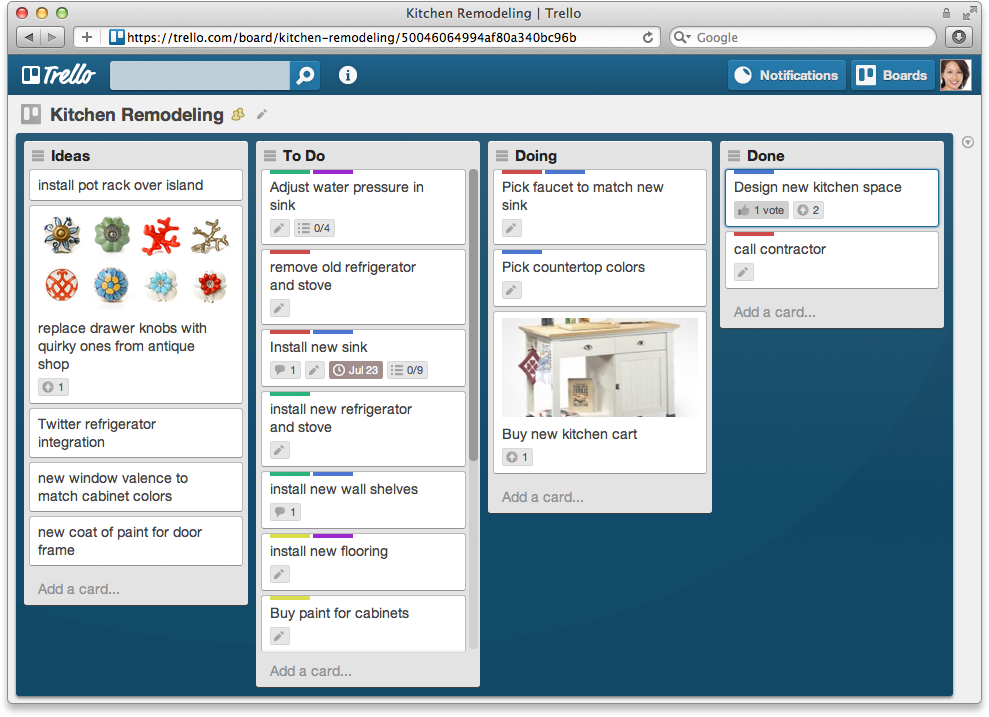 Kitchen Remodeling | Trello
https://trello.com/board/kitchen-remodeling/50046064994af80a340bc96b
Google
Trello
Notifications
Boards
Kitchen Remodeling
Ideas
install pot rack over island
replace drawer knobs with
quirky ones from antique
shop
1
Twitter refrigerator
integration
new window valence to
match cabinet colors
new coat of paint for door
frame
Add a card...
To Do
Adjust water pressure in
sink
0/4
remove old refrigerator
and stove
Install new sink
1 Jul 23 0/9
install new refrigerator
and stove
install new wall shelves
1
install new flooring
Buy paint for cabinets
Add a card...
Doing
Pick faucet to match new
sink
Pick countertop colors
Buy new kitchen cart
1
Add a card...
Done
Design new kitchen space
1 vote 2
call contractor
Add a card...